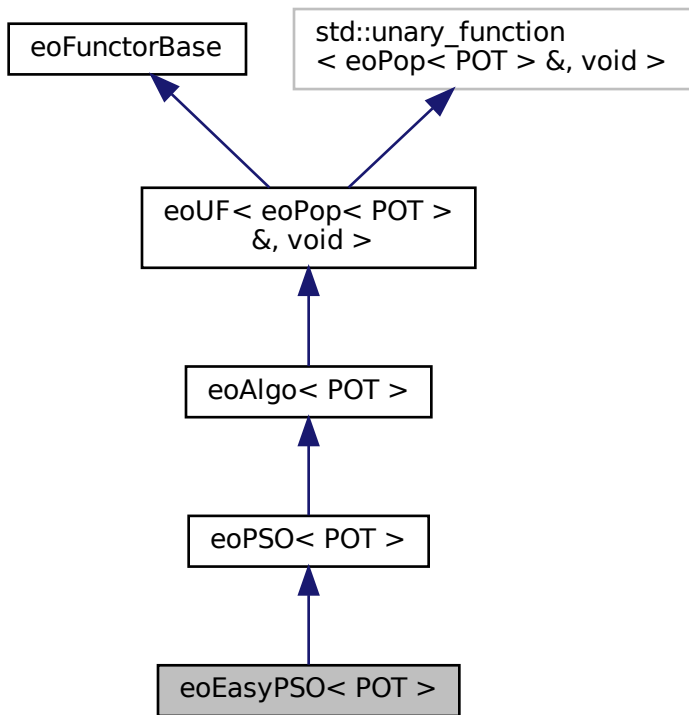 eoFunctorBase
std::unary_function
< eoPop< POT > &, void >
eoUF< eoPop< POT >
&, void >
eoAlgo< POT >
eoPSO< POT >
eoEasyPSO< POT >